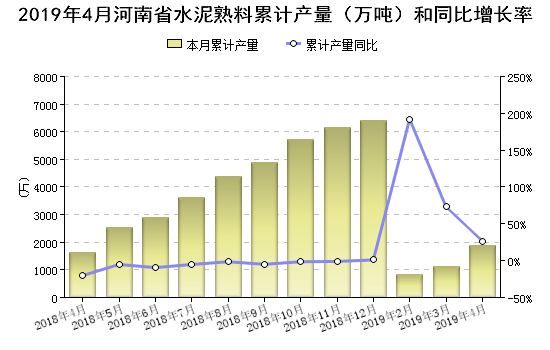 2019年4月河南省水泥熟料累计产量（万吨）和同比增长率
本月累计产量 累计产量同比
8000
7000
6000
5000
4000
3000
2000
1000
0
(万)
250%
200%
150%
100%
50%
0%
-50%
2018年4月
2018年5月
2018年6月
2018年7月
2018年8月
2018年9月
2018年10月
2018年11月
2018年12月
2019年2月
2019年3月
2019年4月